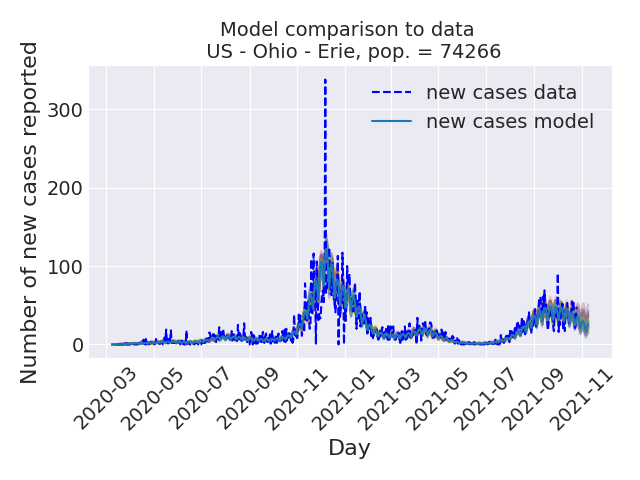 Model comparison to data
US - Ohio - Erie, pop. = 74266
Number of new cases reported
300
200
100
0
new cases data
new cases model
2020-03
2020-05
2020-07
2020-09
2020-11
2021-01
2021-03
2021-05
2021-07
2021-09
2021-11
Day